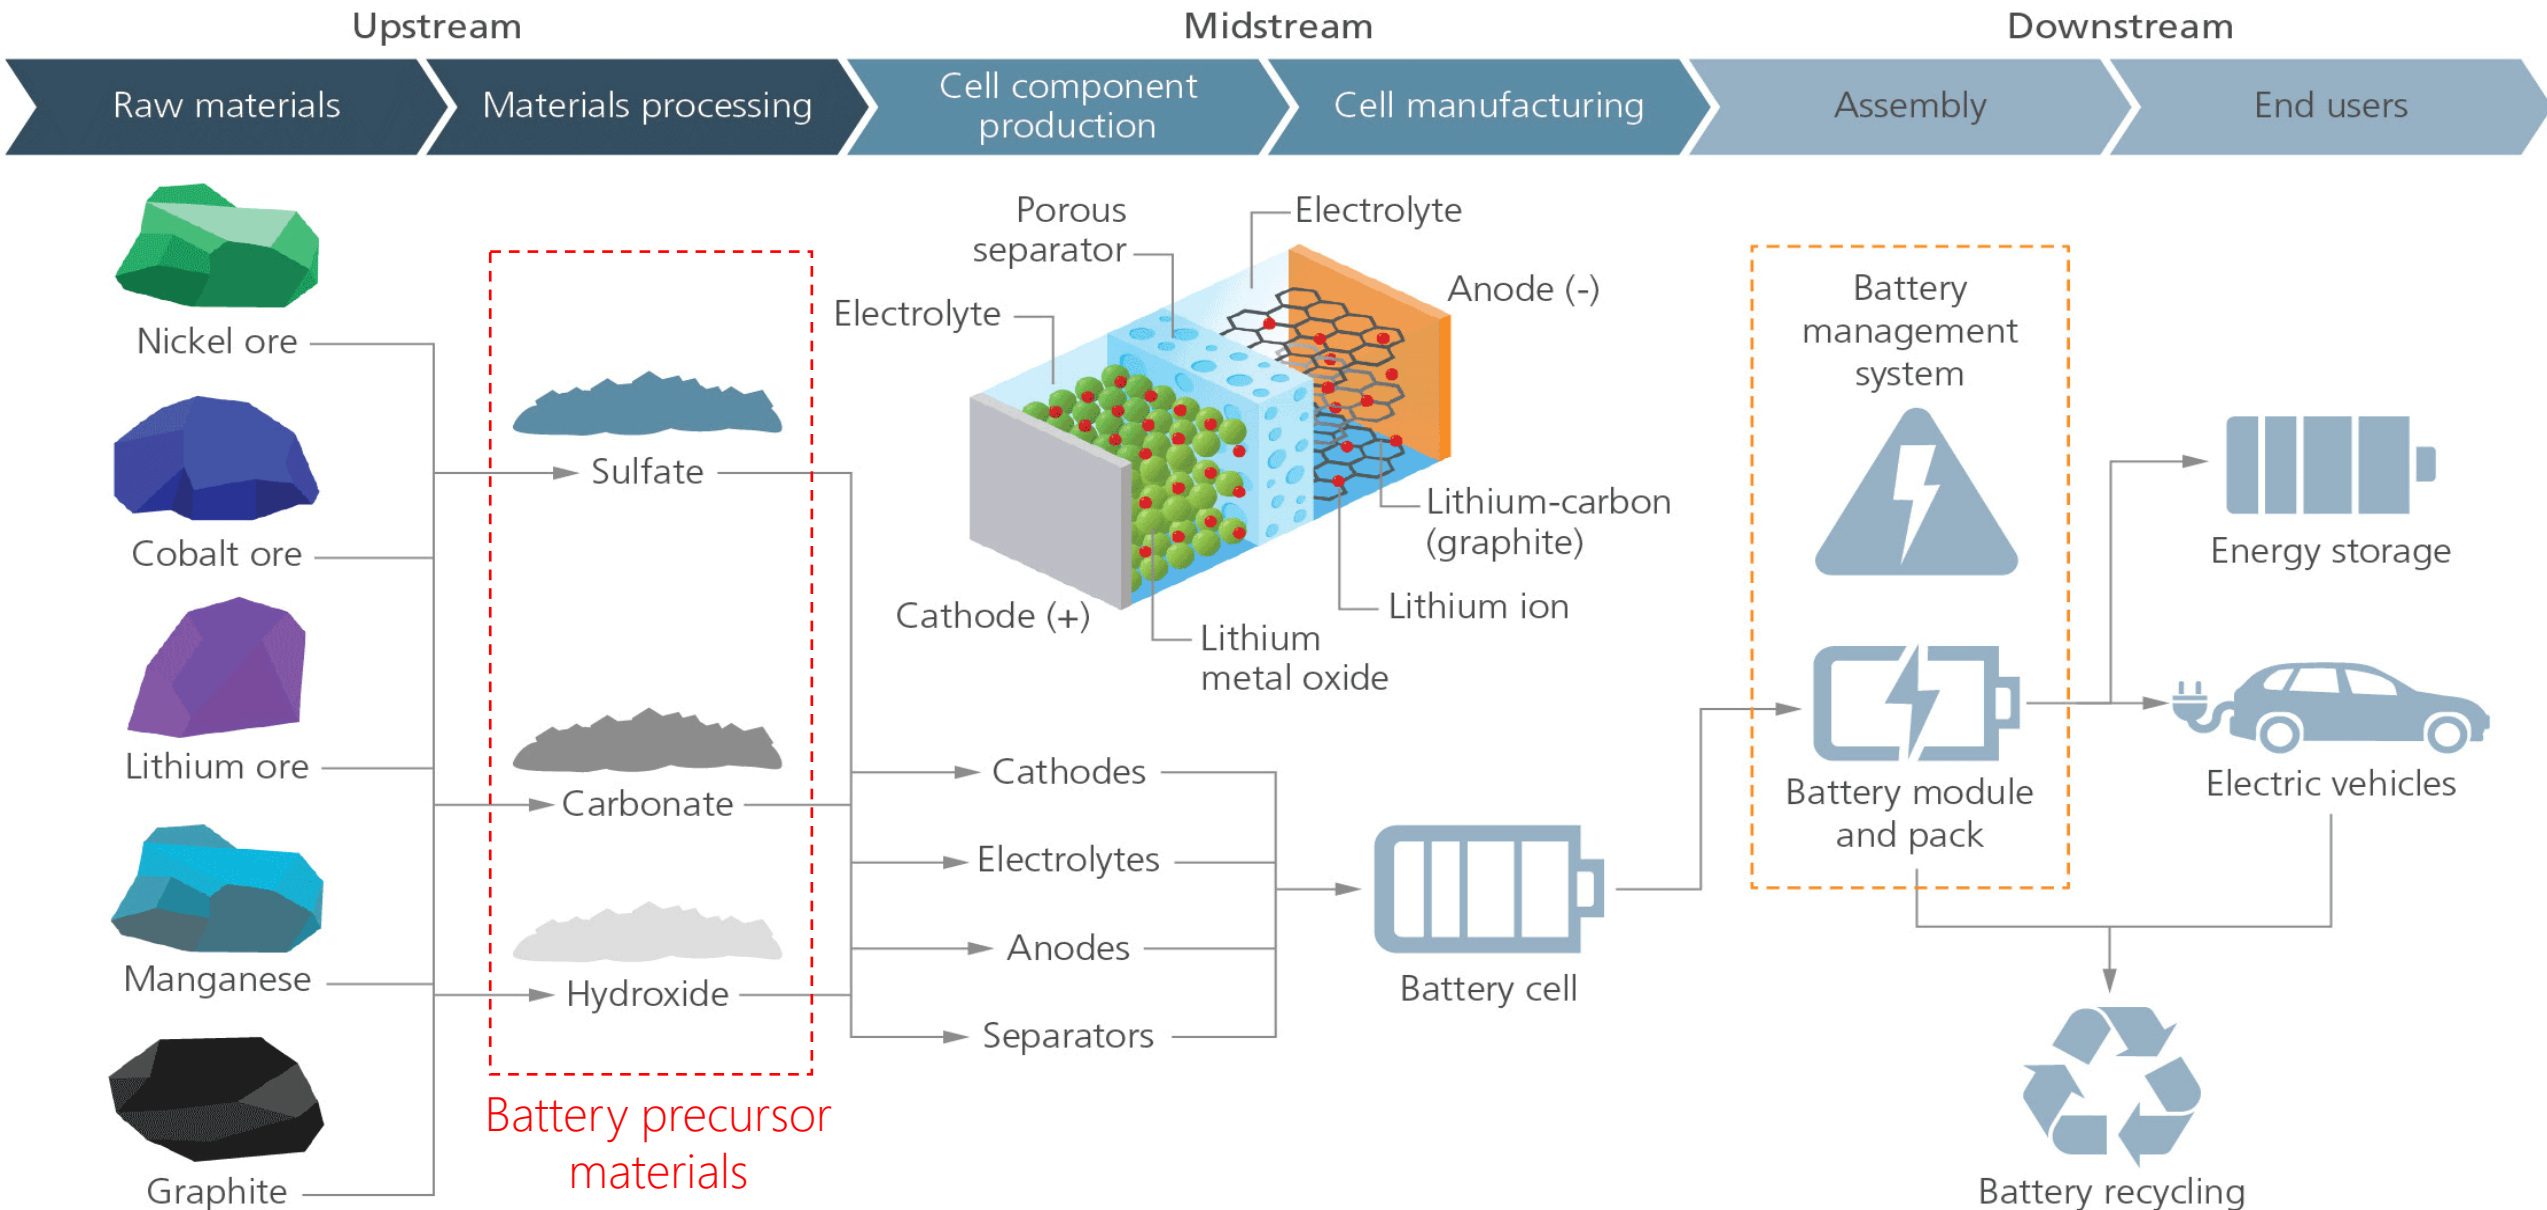 Upstream
Midstream
Downstream
Raw materials
Materials processing
Cell component
production
Cell manufacturing
Assembly
End users
Nickel ore
Cobalt ore
Lithium ore
Manganese
Graphite
Sulfate
Carbonate
Hydroxide
Battery precursor
materials
Porous
separator
Electrolyte
Electrolyte
Anode (-)
Cathode (+)
Lithium-carbon
(graphite)
Lithium ion
Lithium
metal oxide
Cathodes
Electrolytes
Anodes
Separators
Battery cell
Battery
management
system
Battery module
and pack
Energy storage
Electric vehicles
Battery recycling